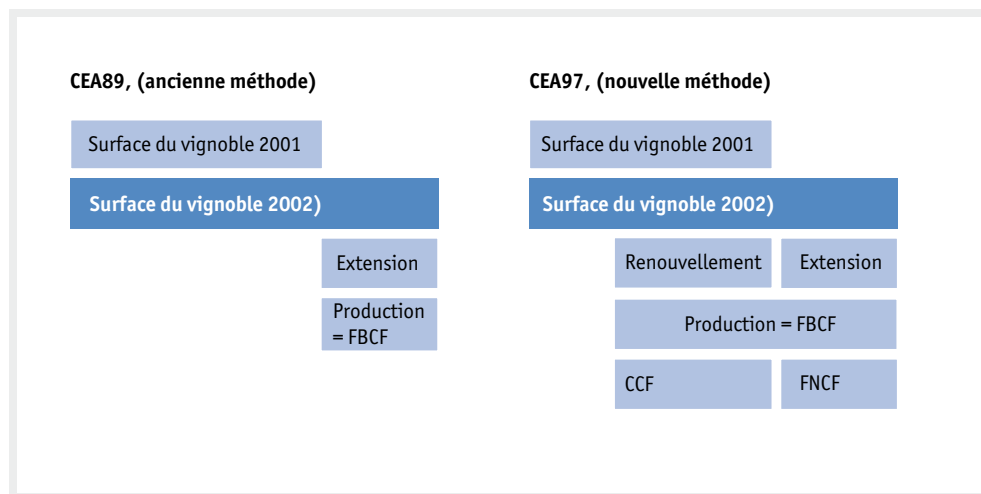 CEA89, (ancienne méthode)
Surface du vignoble 2001
Surface du vignoble 2002)
Extension
Production
= FBCF
CEA97, (nouvelle méthode)
Surface du vignoble 2001
Surface du vignoble 2002)
Renouvellement
Extension
Production = FBCF
CCF
FNCF